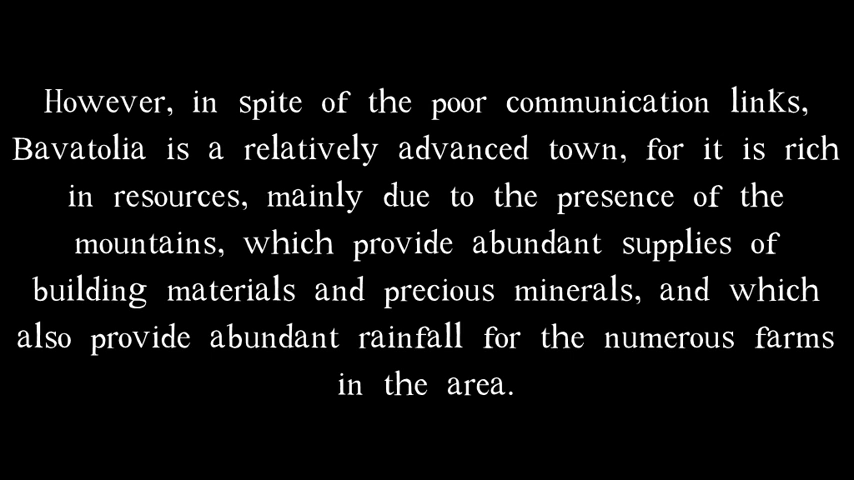 However, in spite of the poor communication links,
Bavatolia is a relatively advanced town, for it is rich
in resources, mainly due to the presence of the
mountains, which provide abundant supplies of
building materials and precious minerals, and which
also provide abundant rainfall for the numerous farms
in the area.